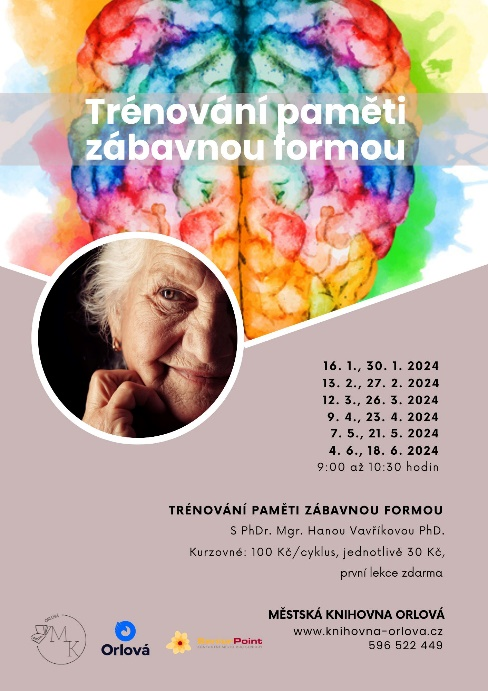 Trénování paměti
zábavnou formou
16. 1., 30. 1. 2024
13. 2., 27. 2. 2024
12. 3., 26. 3. 2024
9. 4., 23. 4. 2024
7. 5., 21. 5. 2024
4. 6., 18. 6. 2024
9:00 až 10:30 hodin
TRÉNOVÁNÍ PAMĚTI ZÁBAVNOU FORMOU
S PhDr. Mgr. Hanou Vavříkovou PhD.
Kurzovné: 100 Kč/cyklus, jednotlivě 30 Kč,
první lekce zdarma
MĚSTSKÁ KNIHOVNA ORLOVÁ
www.knihovna-orlova.cz
596 522 449
MK
Orlová
Point